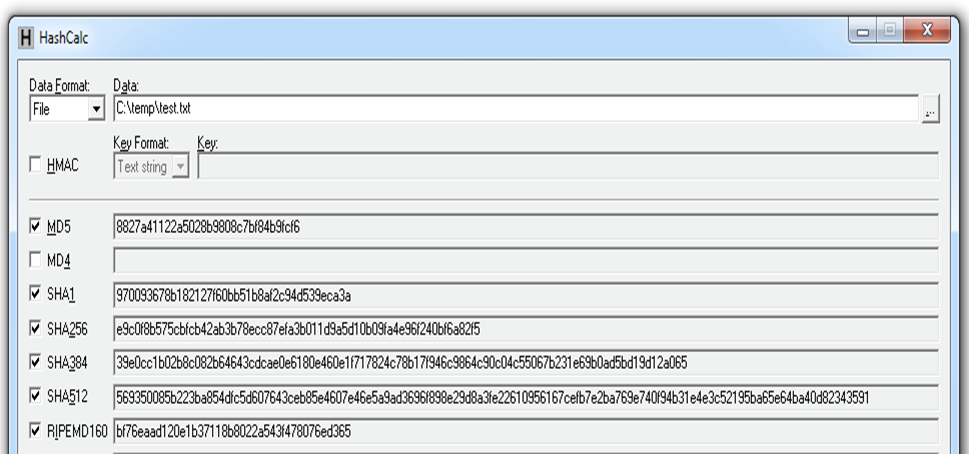 HashCalc
Data Format: Data:
File C:\temp\test.txt ...
Key Format: Key:
HMAC Text string
MD5 8827a41122a5028b9808c7bf84b9fcf6
MD4
SHA1 970093678b182127f60bb51b8af2c94d539eca3a
SHA256 e9c0f8b575cbfcb42ab3b78ecc87efa3b011d9a5d10b09fa4e96f240bf6a82f5
SHA384 39e0cc1b02b8c082b64643cdcae0e6180e460e1f717824c78b17f946c9864c90c04c55067b231e69b0ad5bd19d12a065
SHA512 569350085b223ba854dfc5d607643ceb85e4607e46e5a9ad3696f898e29d8a3fe22610956167cefb7e2ba769e740f94b31e4e3c52195ba65e64ba40d82343591
RIPEMD160 bf76eaad120e1b37118b8022a543f478076ed365